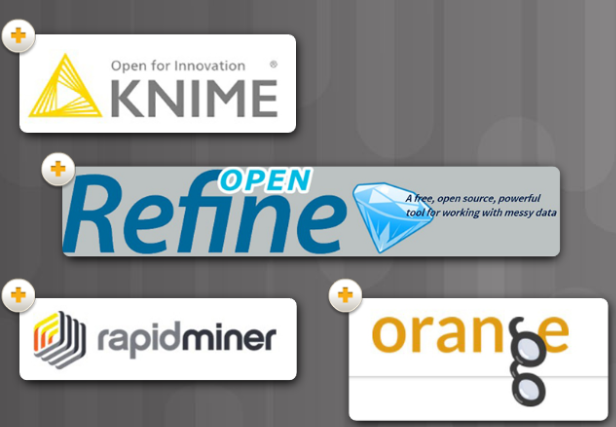 Open for Innovation ®
KNIME
OPEN
Refine
A free, open source, powerful
tool for working with messy data
rapidminer
orange